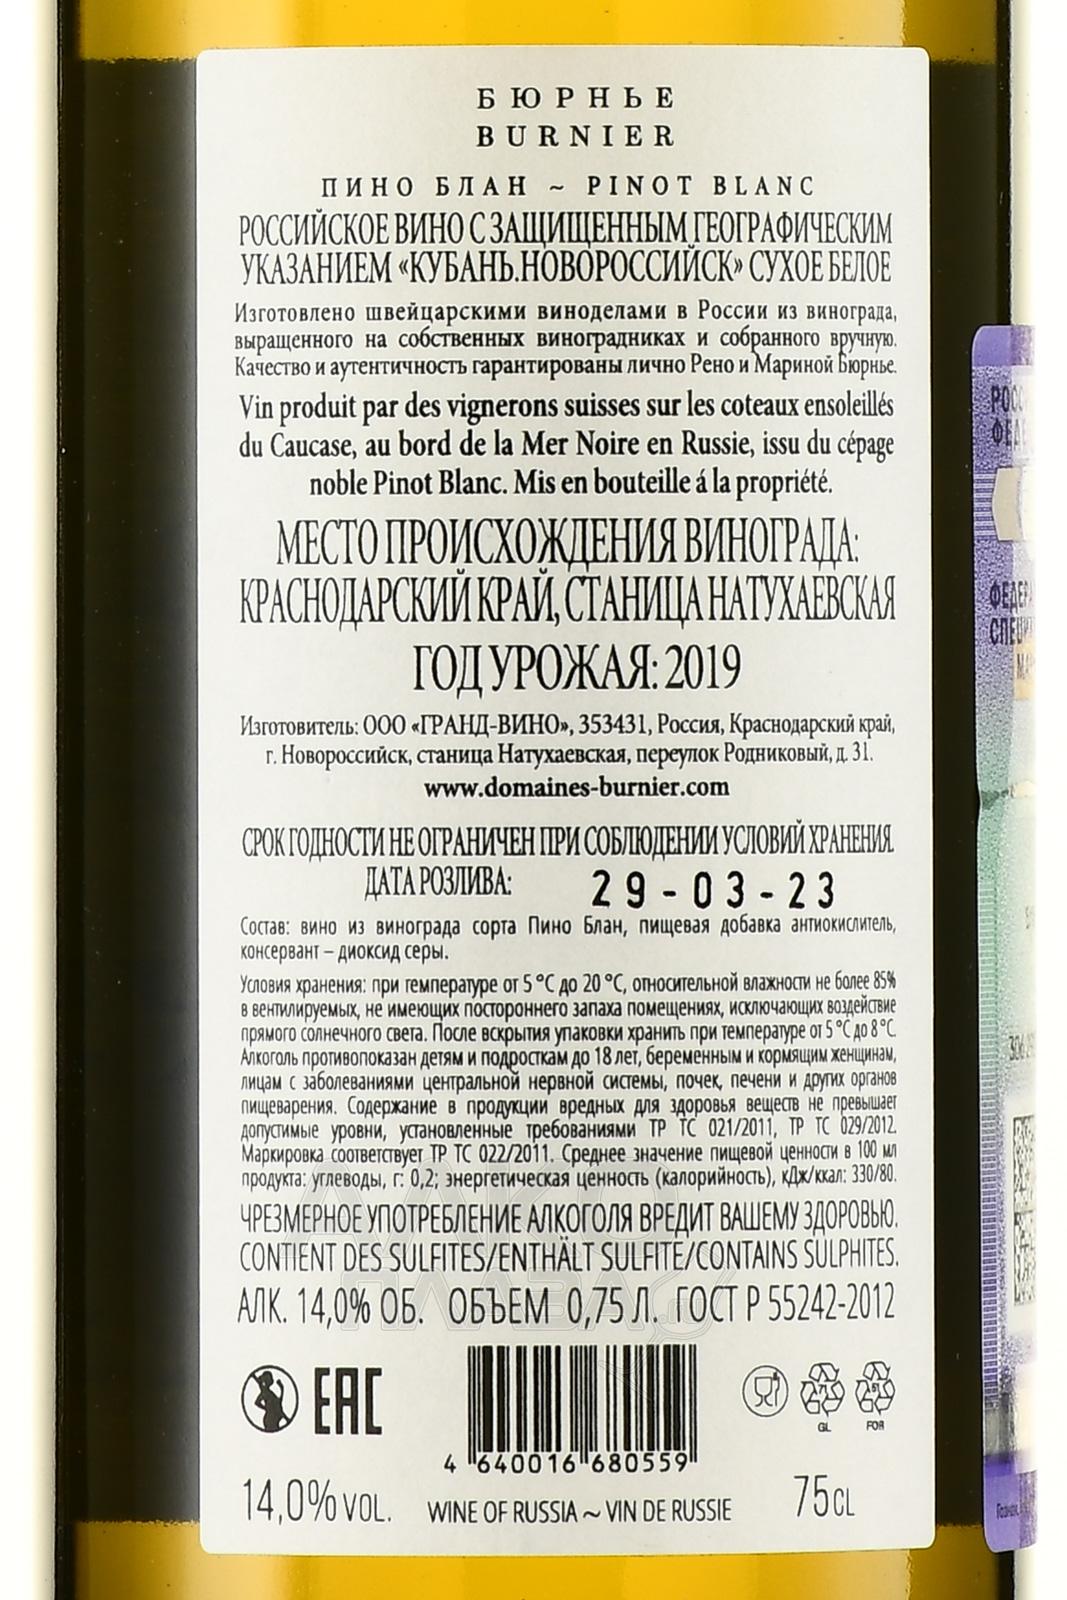 БЮРНЬЕ
BURNIER
ПИНО БЛАН ~ PINOT BLANC
РОССИЙСКОЕ ВИНО С ЗАЩИЩЕННЫМ ГЕОГРАФИЧЕСКИМ
УКАЗАНИЕМ «КУБАНЬ.НОВОРОССИЙСК» СУХОЕ БЕЛОЕ
Изготовлено швейцарскими виноделами в России из винограда,
выращенного на собственных виноградниках и собранного вручную.
Качество и аутентичность гарантированы лично Рено и Мариной Бюрнье.
Vin produit par des vignerons suisses sur les coteaux ensoleillés
du Caucase, au bord de la Mer Noire en Russie, issu du cépage
noble Pinot Blanc. Mis en bouteille á la propriété.
МЕСТО ПРОИСХОЖДЕНИЯ ВИНОГРАДА:
КРАСНОДАРСКИЙ КРАЙ, СТАНИЦА НАТУХАЕВСКАЯ
ГОД УРОЖАЯ: 2019
Изготовитель: ООО «ГРАНД-ВИНО», 353431, Россия, Краснодарский край,
г. Новороссийск, станица Натухаевская, переулок Родниковый, д. 31.
www.domaines-burnier.com
СРОК ГОДНОСТИ НЕ ОГРАНИЧЕН ПРИ СОБЛЮДЕНИИ УСЛОВИЙ ХРАНЕНИЯ.
ДАТА РОЗЛИВА: 29-03-23
Состав: вино из винограда сорта Пино Блан, пищевая добавка антиокислитель,
консервант – диоксид серы.
Условия хранения: при температуре от 5 °С до 20 °С, относительной влажности не более 85%
в вентилируемых, не имеющих постороннего запаха помещениях, исключающих воздействие
прямого солнечного света. После вскрытия упаковки хранить при температуре от 5 °С до 8 °С.
Алкоголь противопоказан детям и подросткам до 18 лет, беременным и кормящим женщинам,
лицам с заболеваниями центральной нервной системы, почек, печени и других органов
пищеварения. Содержание в продукции вредных для здоровья веществ не превышает
допустимые уровни, установленные требованиями ТР ТС 021/2011, ТР ТС 029/2012.
Маркировка соответствует ТР ТС 022/2011. Среднее значение пищевой ценности в 100 мл
продукта: углеводы, г: 0,2; энергетическая ценность (калорийность), кДж/ккал: 330/80.
ЧРЕЗМЕРНОЕ УПОТРЕБЛЕНИЕ АЛКОГОЛЯ ВРЕДИТ ВАШЕМУ ЗДОРОВЬЮ.
CONTIENT DES SULFITES/ENTHÄLT SULFITE/CONTAINS SULPHITES.
АЛК. 14,0% ОБ. ОБЪЕМ 0,75 Л. ГОСТ Р 55242-2012
EAC
GL
FOR
4 640016 680559
14,0% VOL. WINE OF RUSSIA ~ VIN DE RUSSIE 75CL